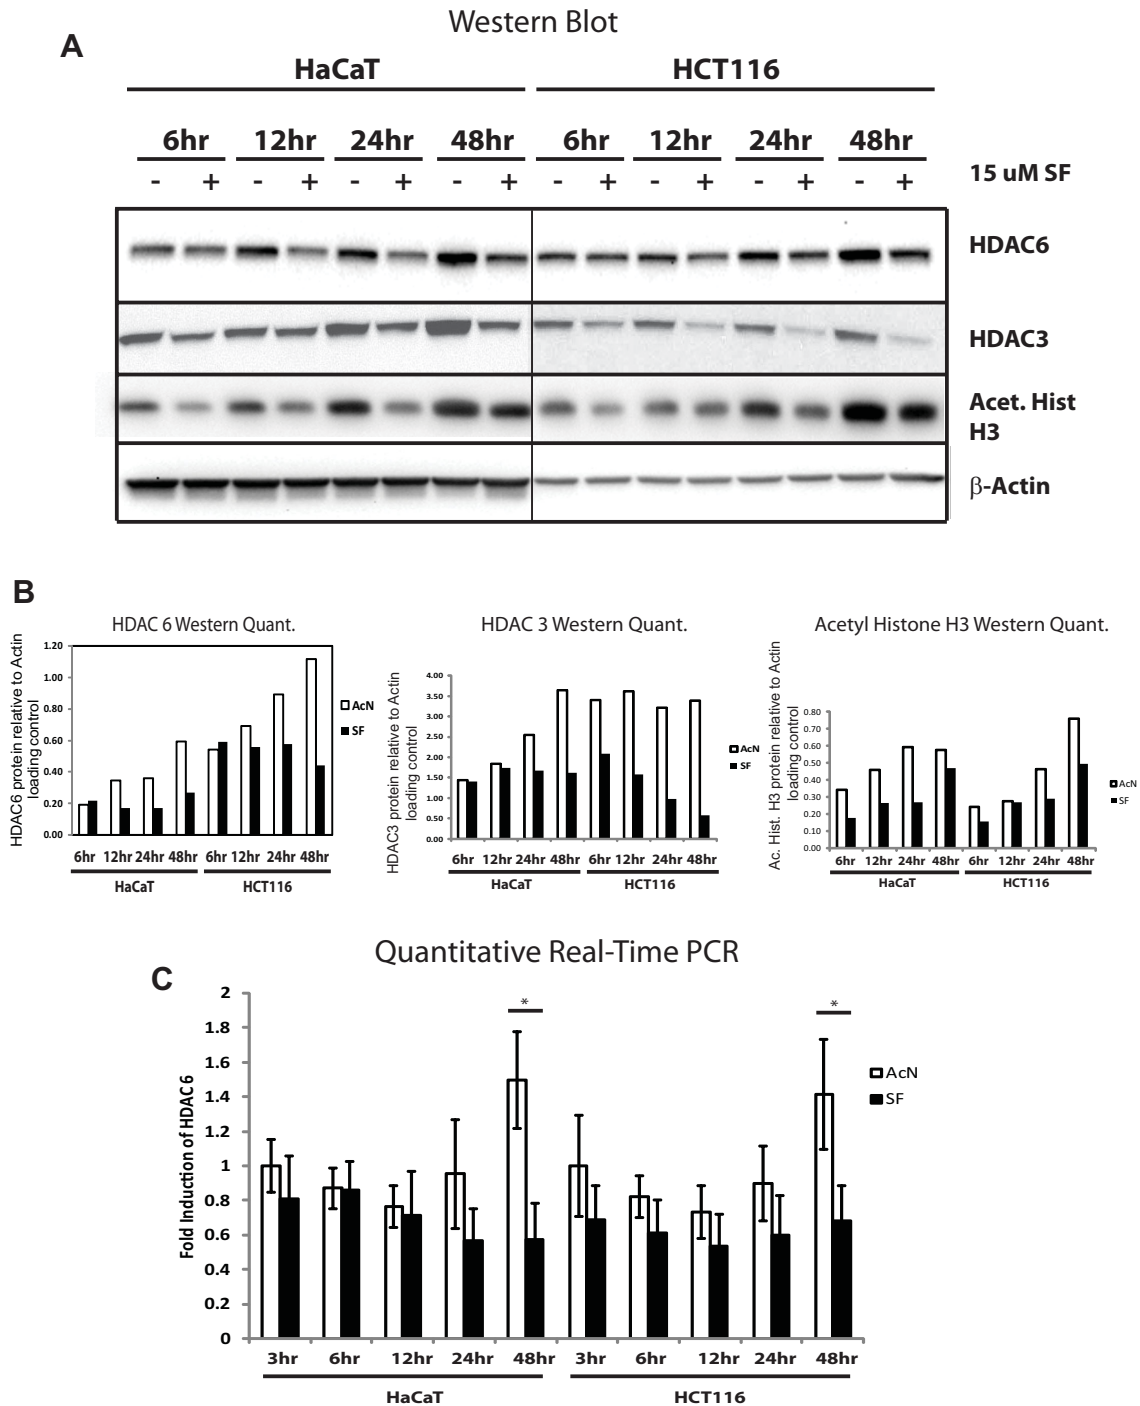 Western Blot
A
HaCaT HCT116
6hr 12hr 24hr 48hr 6hr 12hr 24hr 48hr
- + - + - + - + - + - + - + - + 15 uM SF
HDAC6
HDAC3
Acet. Hist
H3
β-Actin
B
HDAC 6 Western Quant.
HDAC6 protein relative to Actin
loading control
1.20
1.00
0.80
0.60
0.40
0.20
0.00
AcN
SF
6hr 12hr 24hr 48hr 6hr 12hr 24hr 48hr
HaCaT HCT116
HDAC 3 Western Quant.
HDAC3 protein relative to Actin
loading control
4.00
3.50
3.00
2.50
2.00
1.50
1.00
0.50
0.00
AcN
SF
6hr 12hr 24hr 48hr 6hr 12hr 24hr 48hr
HaCaT HCT116
Acetyl Histone H3 Western Quant.
Ac. Hist. H3 protein relative to Actin
loading control
0.80
0.70
0.60
0.50
0.40
0.30
0.20
0.10
0.00
AcN
SF
6hr 12hr 24hr 48hr 6hr 12hr 24hr 48hr
HaCaT HCT116
Quantitative Real-Time PCR
C
Fold Induction of HDAC 6
2
1.8
1.6
1.4
1.2
1
0.8
0.6
0.4
0.2
0
* *
AcN
SF
3hr 6hr 12hr 24hr 48hr 3hr 6hr 12hr 24hr 48hr
HaCaT HCT116